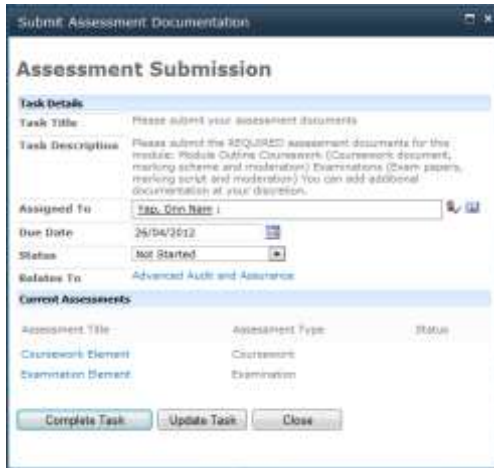 Submit Assessment Documentation
Assessment Submission
Task Details
Task Title Please submit your assessment documents
Task Description Please submit the REQUIRED assessment documents for this
module: Module Outline Coursework (Coursework document,
marking scheme and moderation) Examinations (Exam papers,
marking script and moderation) You can add additional
documentation at your discretion.
Assigned To Yap, Onn Nam ;
Due Date 26/04/2012
Status Not Started
Relates To Advanced Audit and Assurance
Current Assessments
Assessment Title Assessment Type Status
Coursework Element Coursework
Examination Element Examination
Complete Task Update Task Close